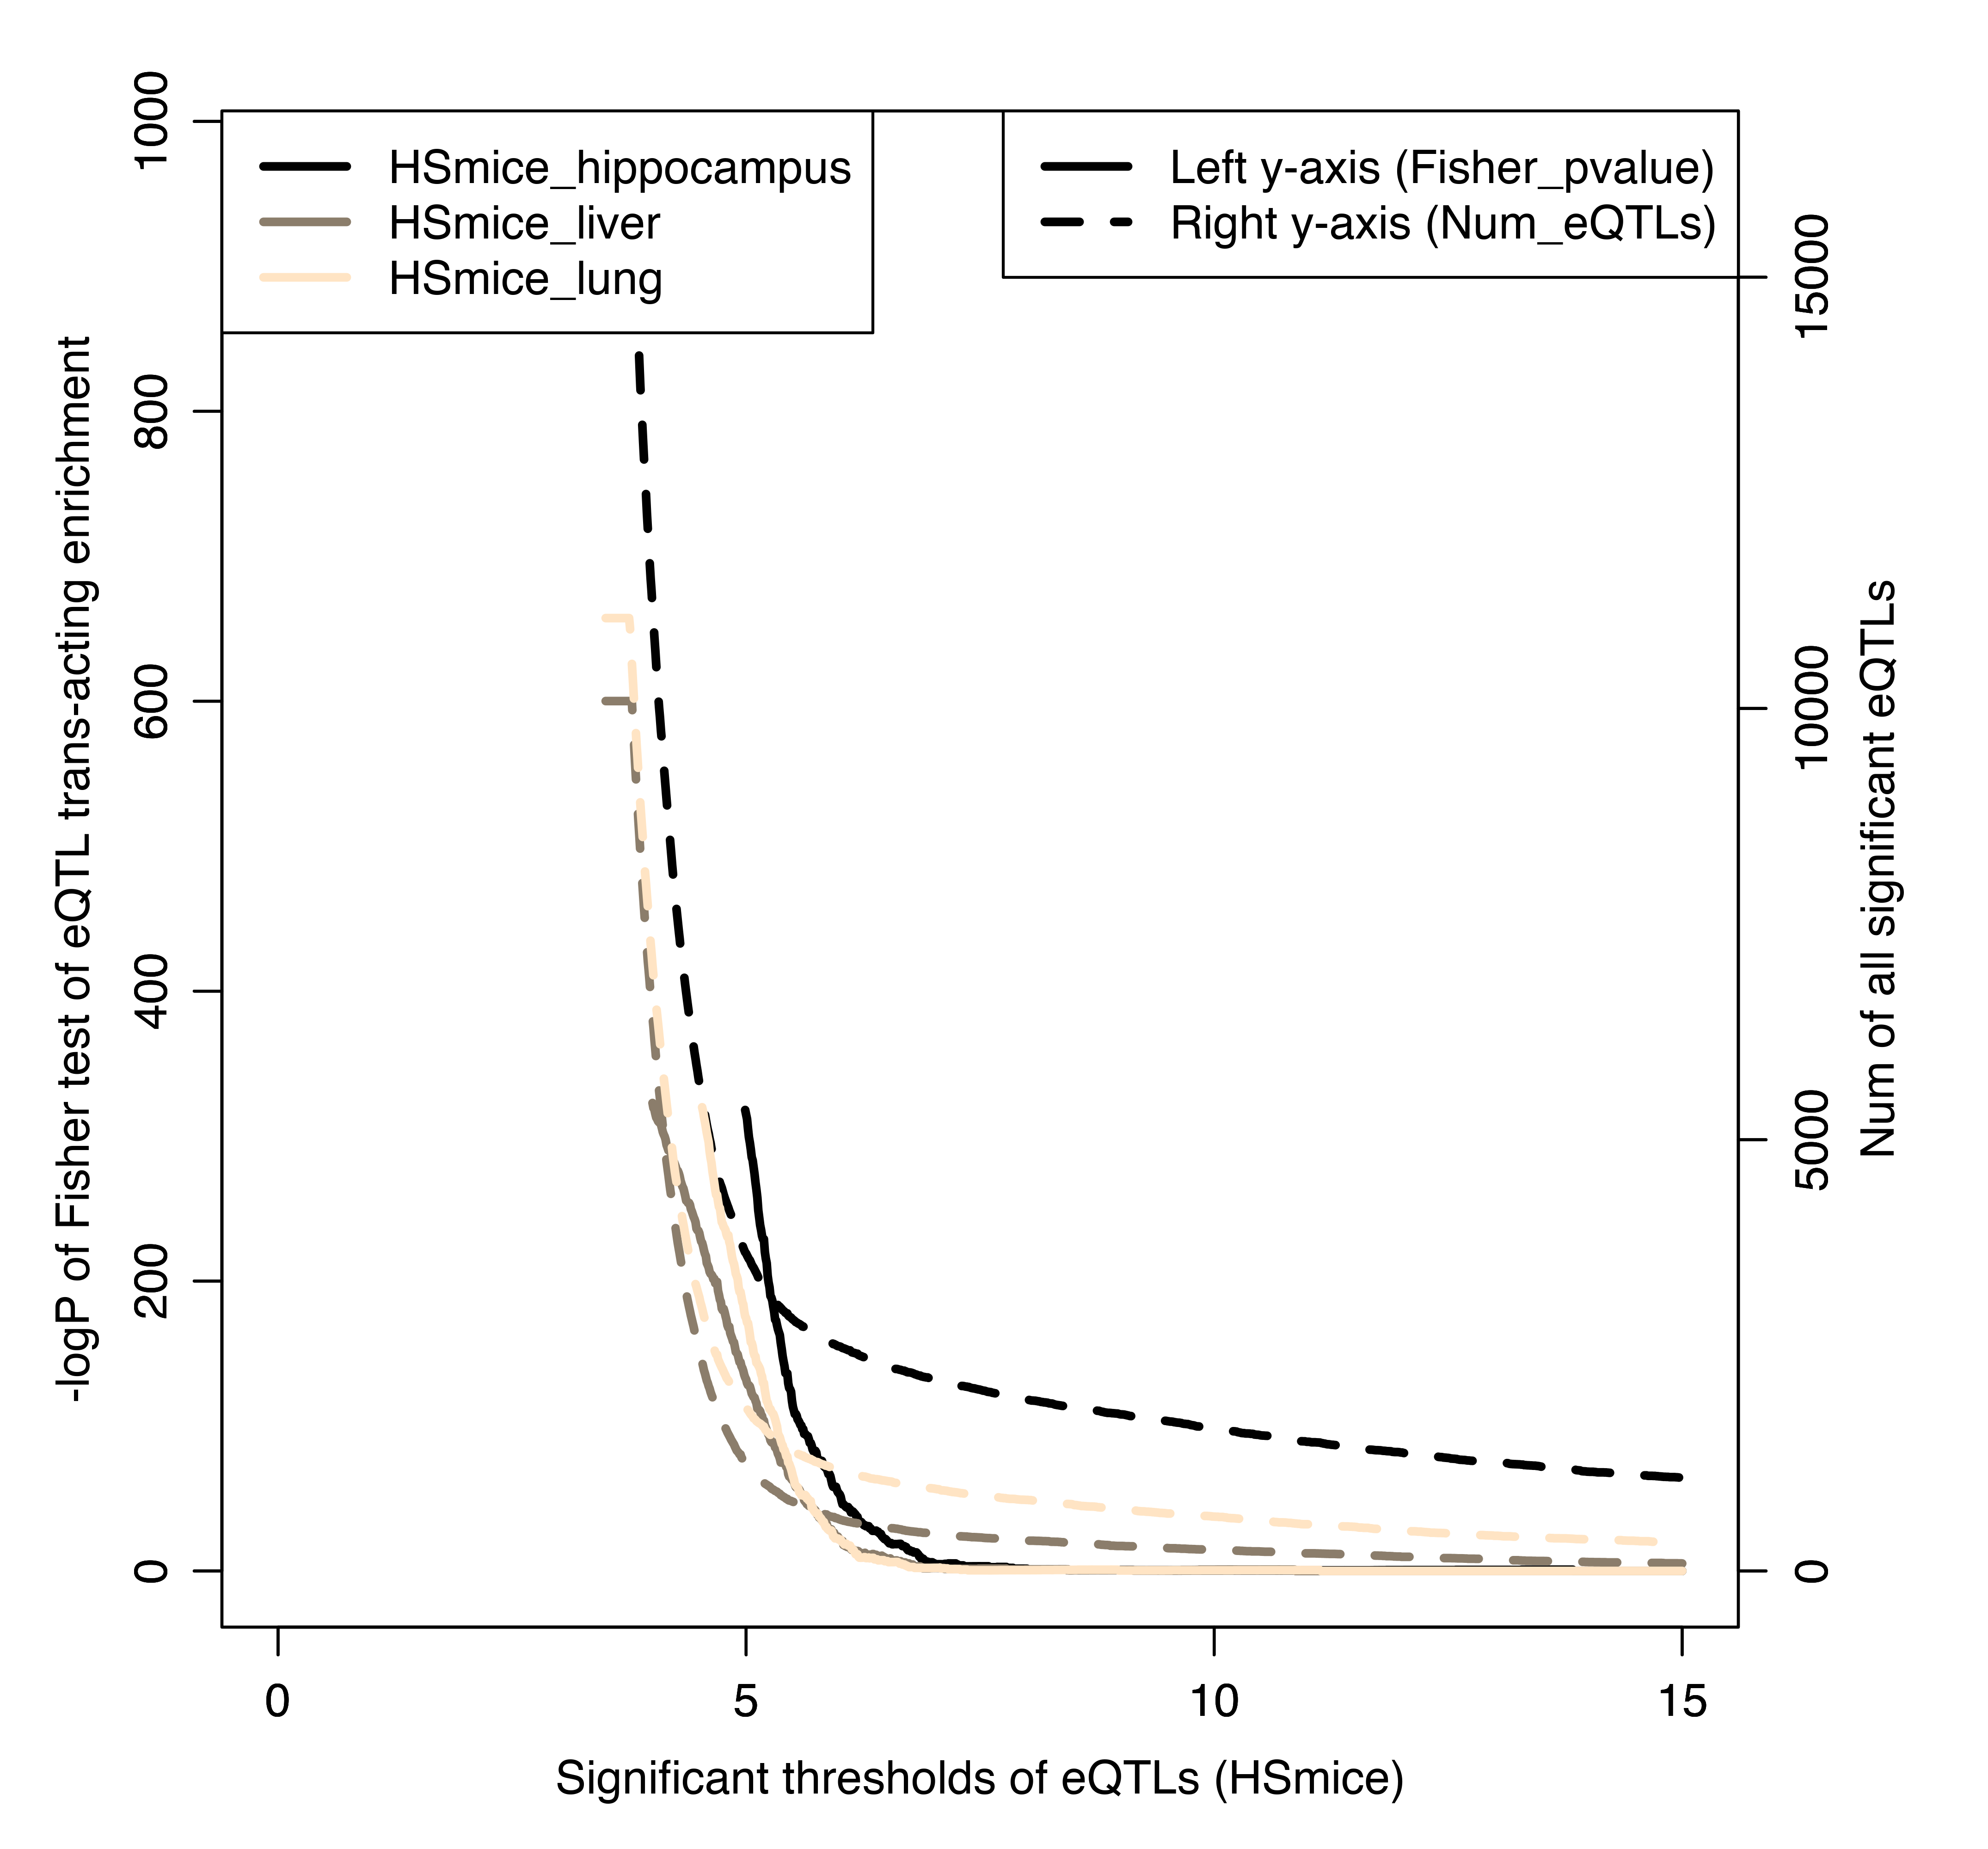 HSmice_hippocampus
HSmice_liver
HSmice_lung
Left y-axis (Fisher_pvalue)
Right y-axis (Num_eQTLs)
-logP of Fisher test of eQTL trans-acting enrichment
1000
800
600
400
200
0
15000
10000
5000
0
Num of all significant eQTLs
0
5
10
15
Significant thresholds of eQTLs (HSmice)